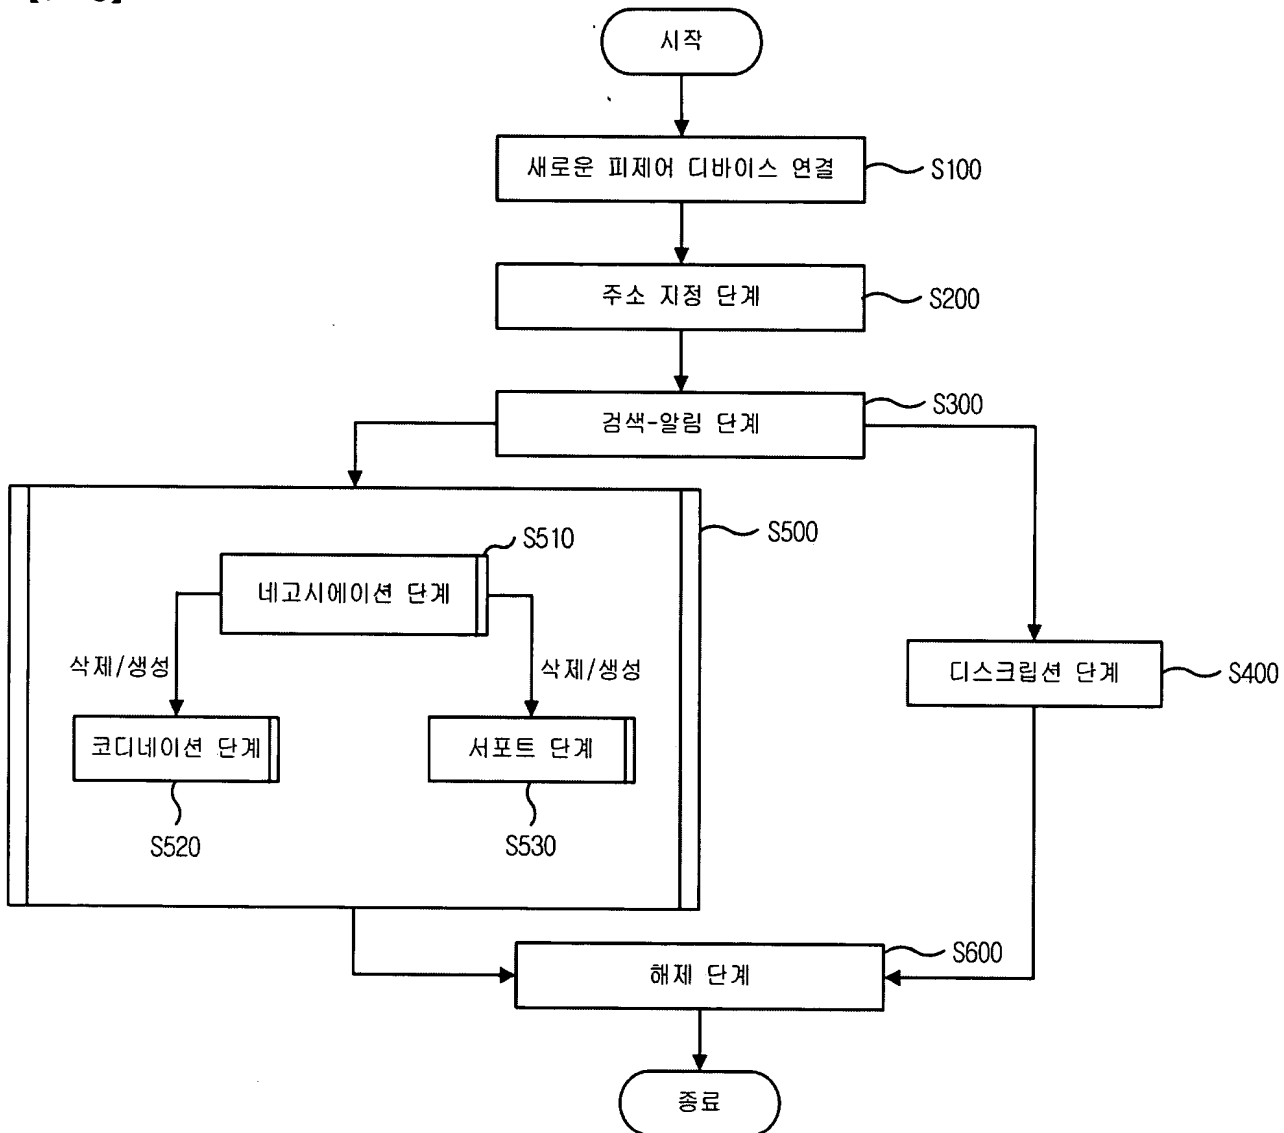 시작
새로운 피제어 디바이스 연결
S100
주소 지정 단계
S200
검색-알림 단계
S300
S500
네고시에이션 단계
S510
삭제/생성
삭제/생성
코디네이션 단계
서포트 단계
S520
S530
디스크립션 단계
S400
해제 단계
S600
종료